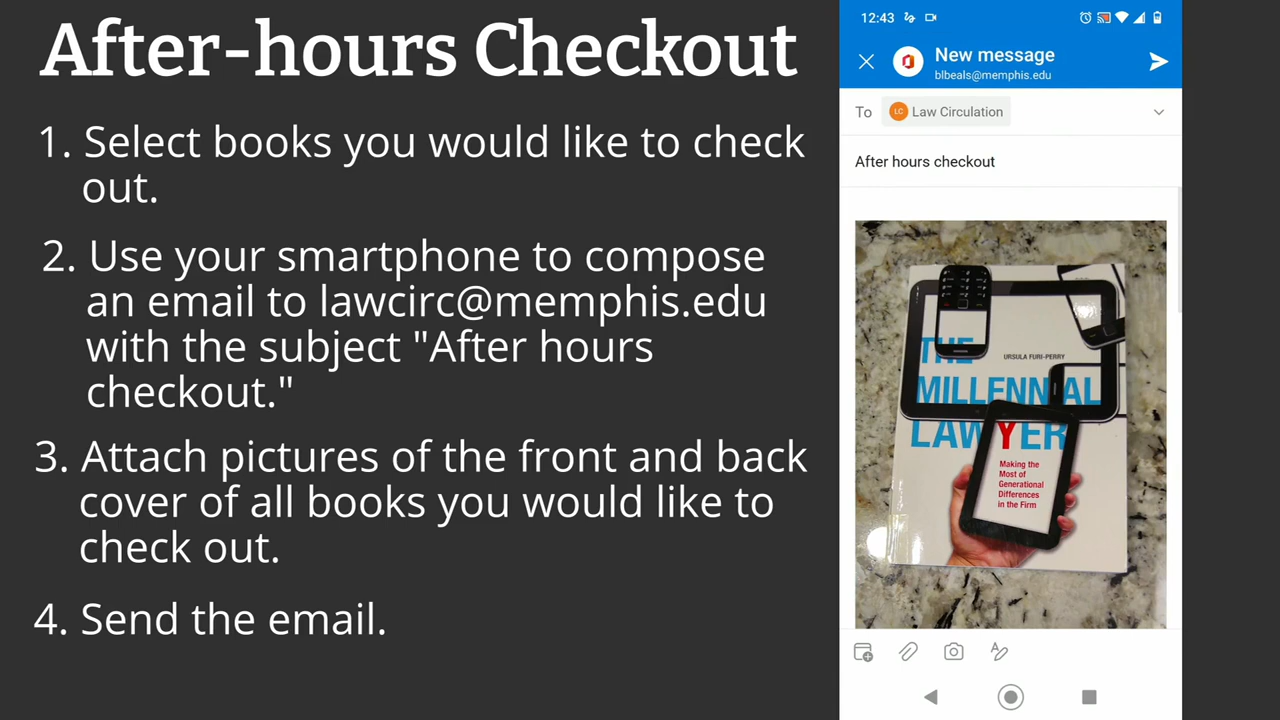 After-hours Checkout
1. Select books you would like to check
out.
2. Use your smartphone to compose
an email to lawcirc@memphis.edu
with the subject "After hours
checkout."
3. Attach pictures of the front and back
cover of all books you would like to
check out.
4. Send the email.
12:43
New message
blbeals@memphis.edu
To LC Law Circulation
After hours checkout
THE
URSULA FURI-PERRY
MILLENNIAL
LAWYER
Making the
Most of
Generational
Differences
in the Firm